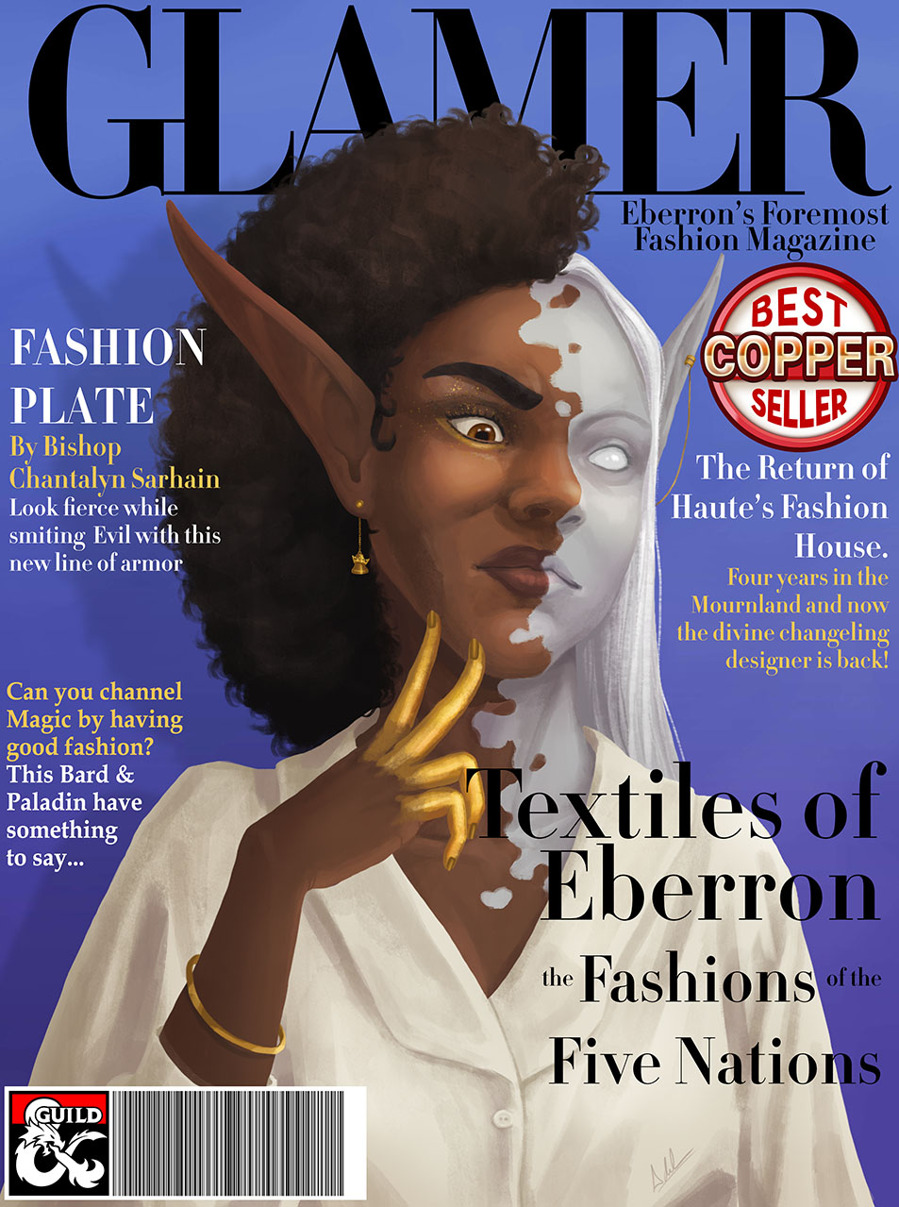 GLAMER
Eberron's Foremost
Fashion Magazine
BEST
COPPER
SELLER
FASHION
PLATE
By Bishop
Chantalyn Sarhain
Look fierce while
smiting Evil with this
new line of armor
The Return of
Haute's Fashion
House.
Four years in the
Mournland and now
the divine changeling
designer is back!
Can you channel
Magic by having
good fashion?
This Bard &
Paladin have
something
to say...
Textiles of
Eberron
the Fashions of the
Five Nations
GUILD